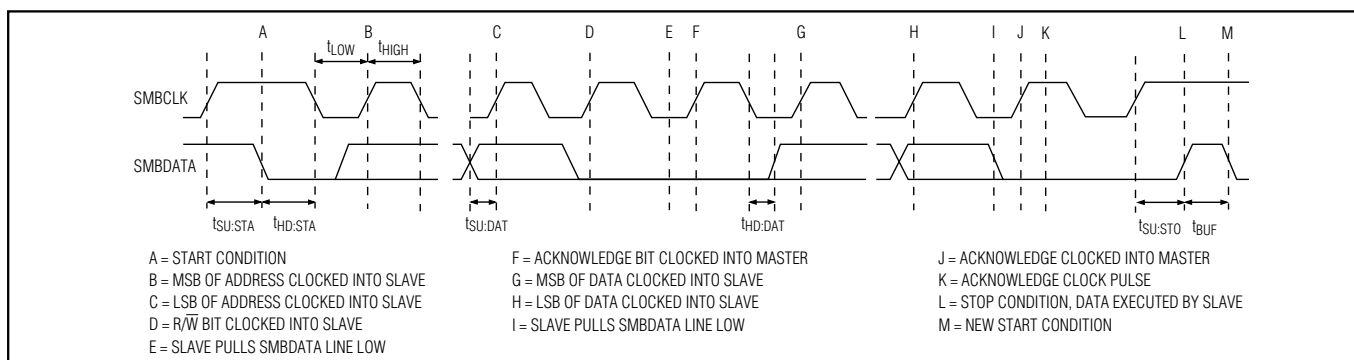 A B C D E F G H I J K L M
tLOW tHIGH
SMBCLK
SMBDATA
tSU:STA tHD:STA tSU:DAT tHD:DAT tSU:STO tBUF
A = START CONDITION
B = MSB OF ADDRESS CLOCKED INTO SLAVE
C = LSB OF ADDRESS CLOCKED INTO SLAVE
D = R/W̅ BIT CLOCKED INTO SLAVE
E = SLAVE PULLS SMBDATA LINE LOW
F = ACKNOWLEDGE BIT CLOCKED INTO MASTER
G = MSB OF DATA CLOCKED INTO SLAVE
H = LSB OF DATA CLOCKED INTO SLAVE
I = SLAVE PULLS SMBDATA LINE LOW
J = ACKNOWLEDGE CLOCKED INTO MASTER
K = ACKNOWLEDGE CLOCK PULSE
L = STOP CONDITION, DATA EXECUTED BY SLAVE
M = NEW START CONDITION